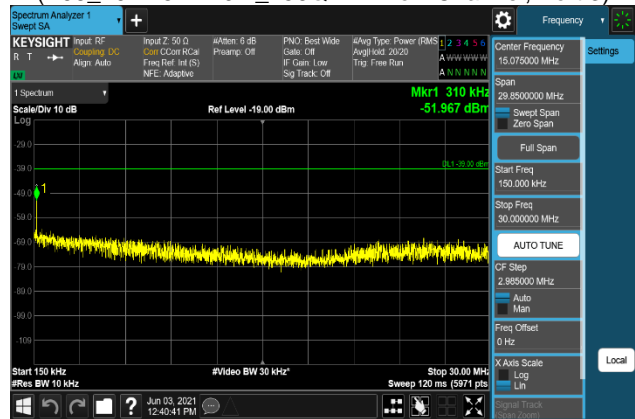 Spectrum Analyzer 1
Swept SA
Frequency
KEYSIGHT
R T
LW
Input: RF
Coupling: DC
Align: Auto
Input Z: 50 Ω
Corr CCorr RCal
Freq Ref: Int (S)
NFE: Adaptive
#Atten: 6 dB
Preamp: Off
PNO: Best Wide
Gate: Off
IF Gain: Low
Sig Track: Off
#Avg Type: Power (RMS
Avg|Hold: 20/20
Trig: Free Run
1 2 3 4 5 6
A W W W W W
A N N N N N
1 Spectrum
Scale/Div 10 dB
Ref Level -19.00 dBm
Mkr1 310 kHz
-51.967 dBm
Log
-29.0
-39.0
-49.0
-59.0
-69.0
-79.0
-89.0
-99.0
-109
DL1 -39.00 dBm
1
Start 150 kHz
#Res BW 10 kHz
#Video BW 30 kHz*
Stop 30.00 MHz
Sweep 120 ms (5971 pts
Jun 03, 2021
12:40:41 PM
Center Frequency
15.075000 MHz
Span
29.8500000 MHz
Swept Span
Zero Span
Full Span
Start Freq
150.000 kHz
Stop Freq
30.000000 MHz
AUTO TUNE
CF Step
2.985000 MHz
Auto
Man
Freq Offset
0 Hz
X Axis Scale
Log
Lin
Signal Track
(Span Zoom)
Settings
Local